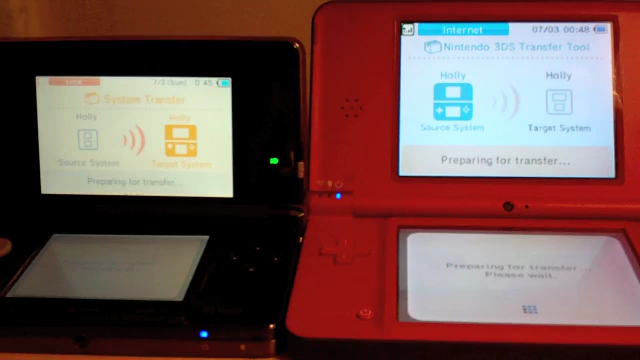 7/3 (Sun) 0:45
System Transfer
Holly
Holly
Source System
Target System
Preparing for transfer...
Internet
07/03 00:48
Nintendo 3DS Transfer Tool
Holly
Holly
Source System
Target System
Preparing for transfer...
Preparing for transfer...
Please wait.